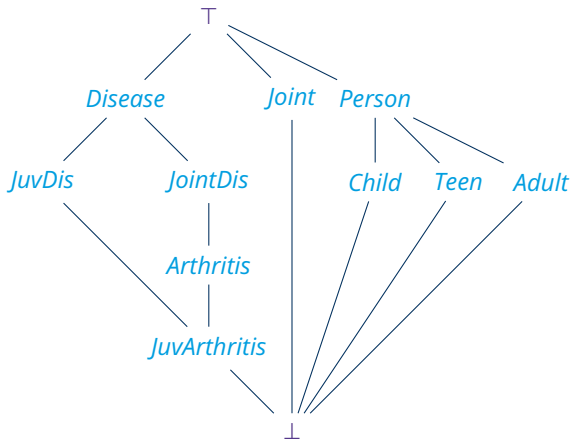 ⊤
Disease
Joint
Person
JuvDis
JointDis
Child
Teen
Adult
Arthritis
JuvArthritis
⊥